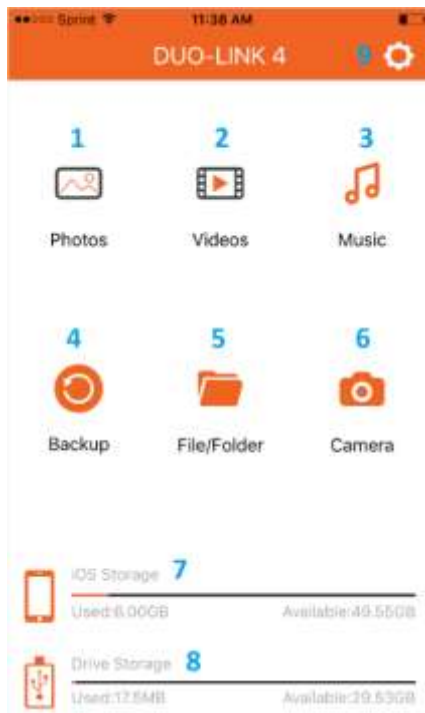 Sprint 11:38 AM
DUO-LINK 4 9
1 2 3
Photos Videos Music
4 5 6
Backup File/Folder Camera
iOS Storage 7
Used:6.00GB Available:49.55GB
Drive Storage 8
Used:17.5MB Available:29.53GB